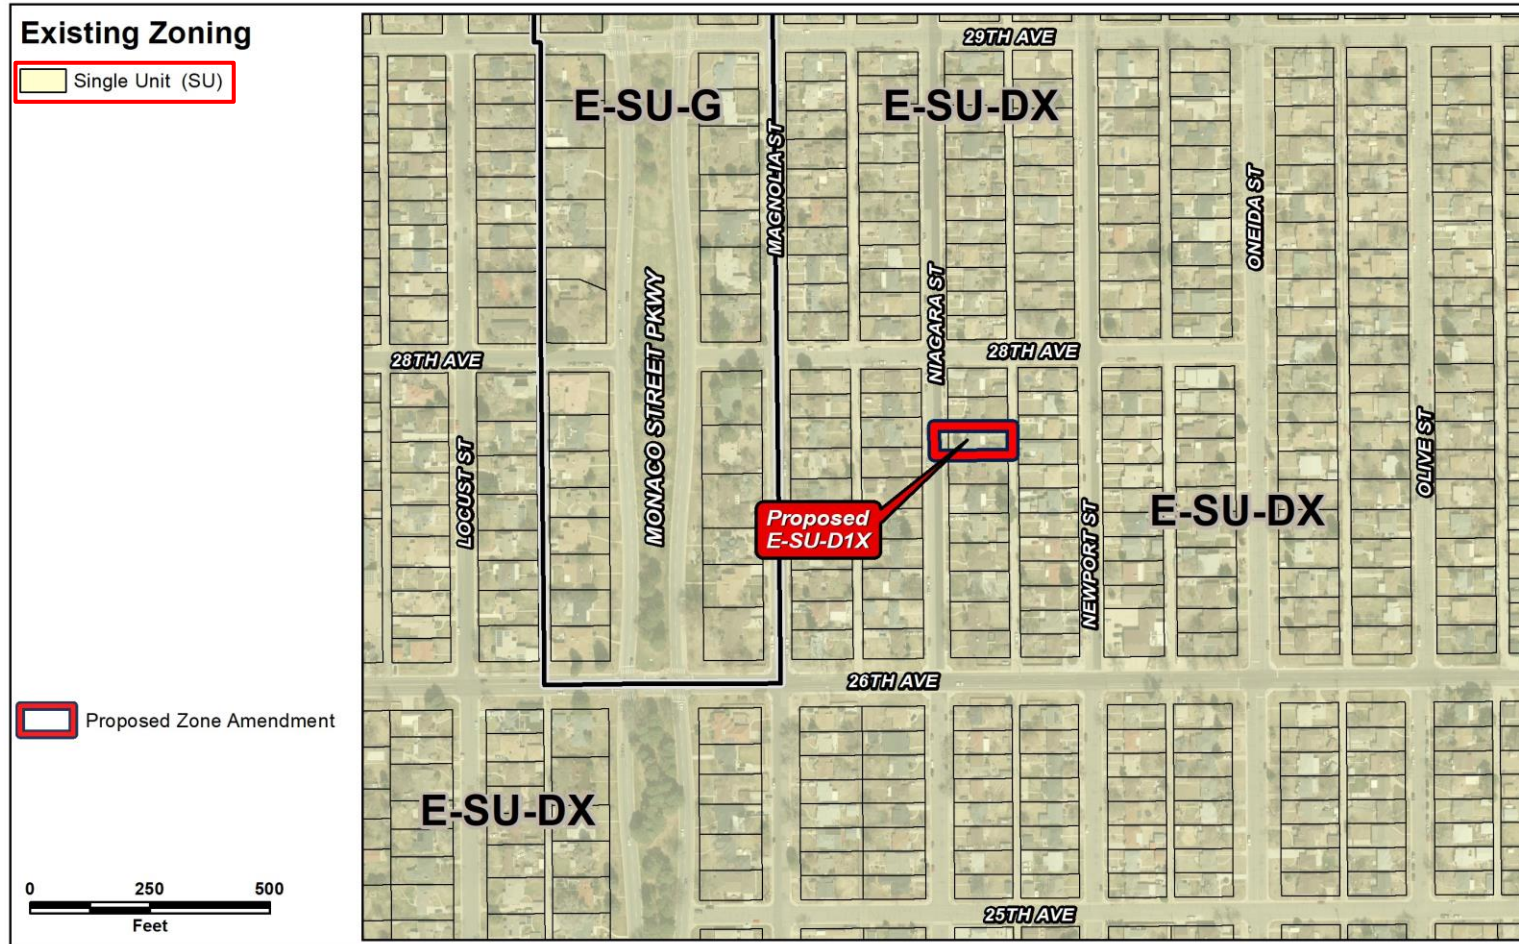 Existing Zoning
Single Unit (SU)
Proposed Zone Amendment
0 250 500
Feet
29TH AVE
E-SU-G
E-SU-DX
MAGNOLIA ST
ONEIDA ST
NIAGARA ST
28TH AVE
28TH AVE
MONACO STREET PKWY
LOCUST ST
OLIVE ST
Proposed
E-SU-D1X
E-SU-DX
NEWPORT ST
26TH AVE
E-SU-DX
25TH AVE